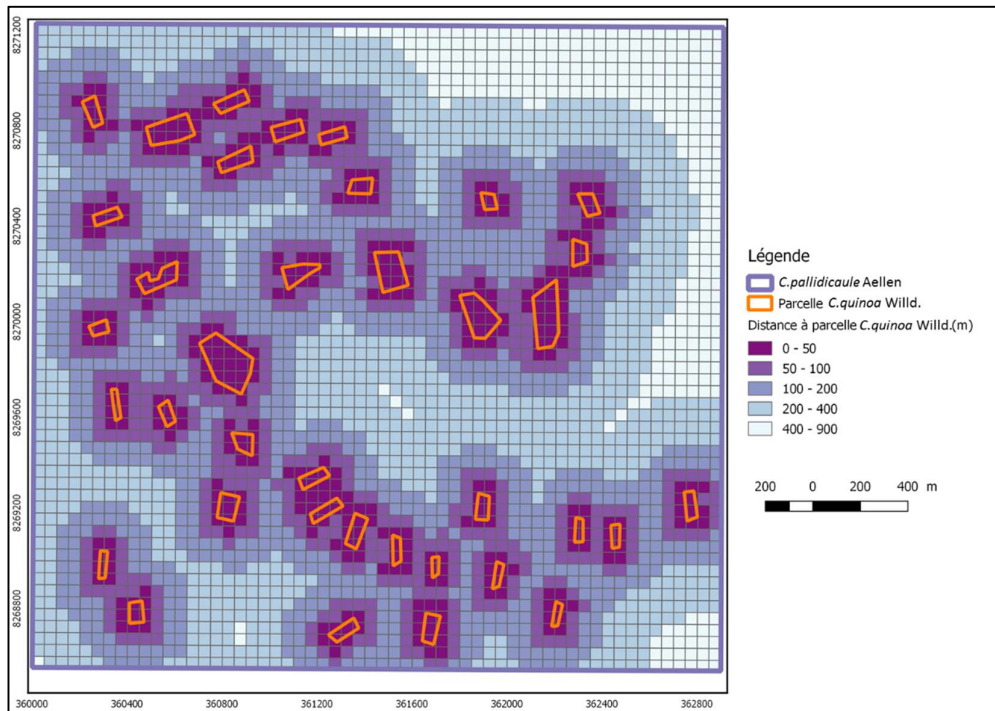 8271200
8270800
8270400
8270000
8269600
8269200
8268800
360000 360400 360800 361200 361600 362000 362400 362800
Légende
C.pallidicaule Aellen
Parcelle C.quinoa Willd.
Distance à parcelle C.quinoa Willd.(m)
0 - 50
50 - 100
100 - 200
200 - 400
400 - 900
200 0 200 400 m